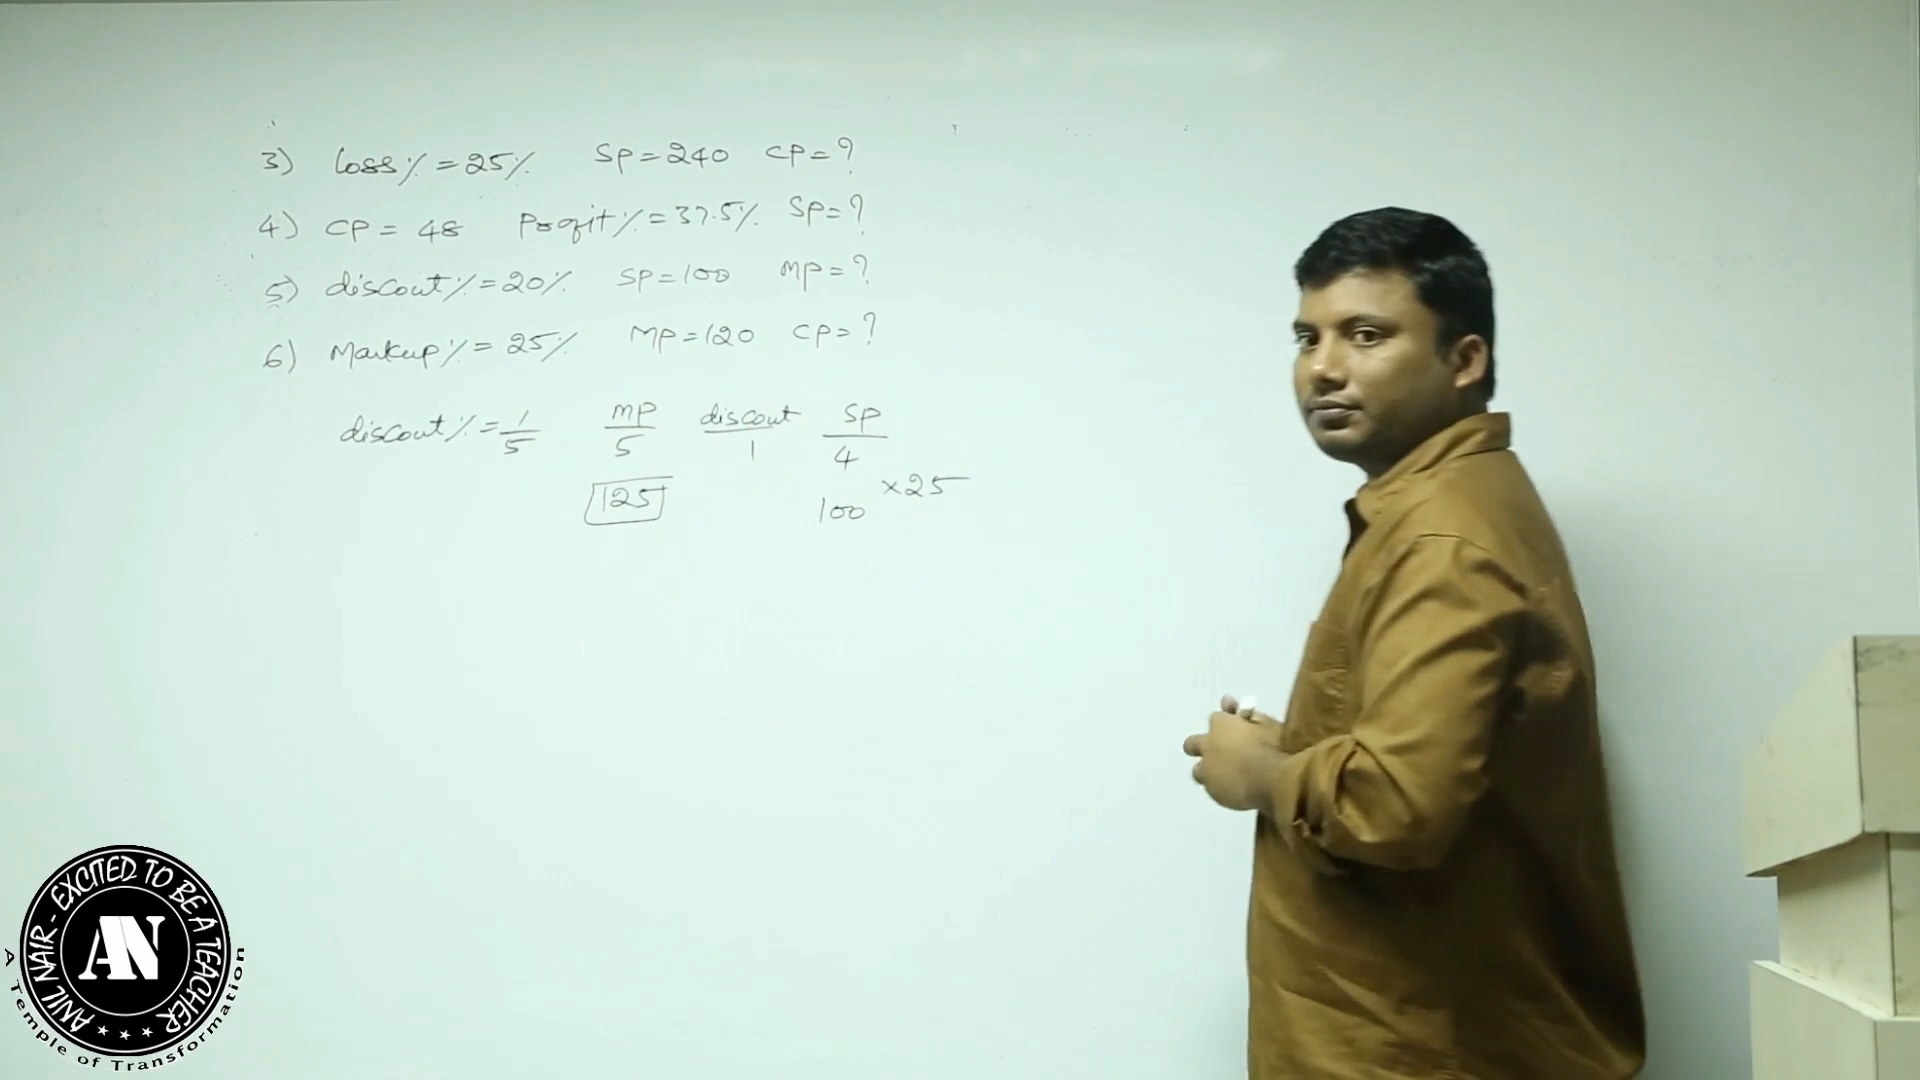 3) loss% = 25% SP = 240 CP = ?
4) CP = 48 Profit% = 37.5% SP = ?
5) discout% = 20% SP = 100 MP = ?
6) Markup% = 25% MP = 120 CP = ?
discout% = 1/5 MP/5 discout/1 SP/4
125 100 ×25
ANIL NAIR - EXCITED TO BE A TEACHER
AN
A Temple of Transformation